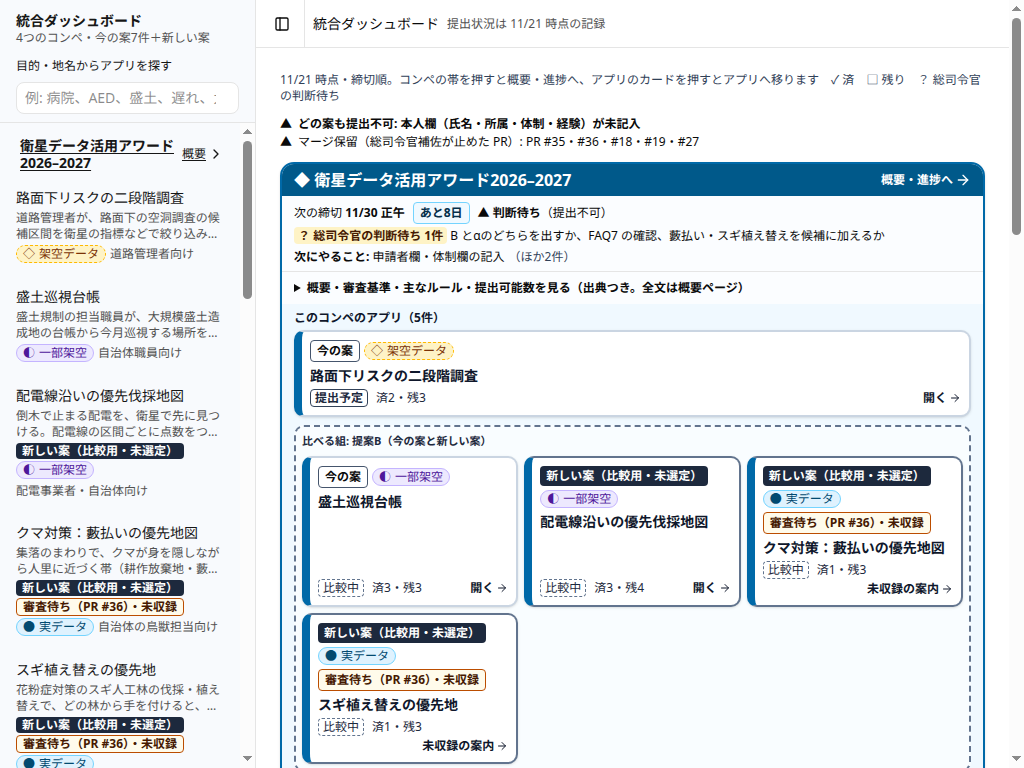 統合ダッシュボード
4つのコンペ・今の案7件＋新しい案
目的・地名からアプリを探す
例: 病院、AED、盛土、遅れ、
衛星データ活用アワード
2026–2027
概要
路面下リスクの二段階調査
道路管理者が、路面下の空洞調査の候
補区間を衛星の指標などで絞り込み…
◇ 架空データ 道路管理者向け
盛土巡視台帳
盛土規制の担当職員が、大規模盛土造
成地の台帳から今月巡視する場所を…
◐ 一部架空 自治体職員向け
配電線沿いの優先伐採地図
倒木で止まる配電を、衛星で先に見つ
ける。配電線の区間ごとに点数をつ…
新しい案（比較用・未選定）
◐ 一部架空
配電事業者・自治体向け
クマ対策：藪払いの優先地図
集落のまわりで、クマが身を隠しなが
ら人里に近づく帯（耕作放棄地・藪…
新しい案（比較用・未選定）
審査待ち（PR #36）・未収録
● 実データ 自治体の鳥獣担当向け
スギ植え替えの優先地
花粉症対策のスギ人工林の伐採・植え
替えで、どの林から手を付けると、…
新しい案（比較用・未選定）
審査待ち（PR #36）・未収録
● 実データ
統合ダッシュボード 提出状況は 11/21 時点の記録
11/21 時点・締切順。コンペの帯を押すと概要・進捗へ、アプリのカードを押すとアプリへ移ります ✓ 済 □ 残り ？ 総司令官
の判断待ち
▲ どの案も提出不可: 本人欄（氏名・所属・体制・経験）が未記入
▲ マージ保留（総司令官補佐が止めた PR）: PR #35・#36・#18・#19・#27
◆ 衛星データ活用アワード2026–2027 概要・進捗へ →
次の締切 11/30 正午 あと8日 ▲ 判断待ち（提出不可）
？ 総司令官の判断待ち 1件 B とαのどちらを出すか、FAQ7 の確認、藪払い・スギ植え替えを候補に加えるか
次にやること: 申請者欄・体制欄の記入 （ほか2件）
▶ 概要・審査基準・主なルール・提出可能数を見る（出典つき。全文は概要ページ）
このコンペのアプリ（5件）
今の案 ◇ 架空データ
路面下リスクの二段階調査
提出予定 済2・残3 開く →
比べる組: 提案B（今の案と新しい案）
今の案 ◐ 一部架空
盛土巡視台帳
比較中 済3・残3 開く →
新しい案（比較用・未選定）
◐ 一部架空
配電線沿いの優先伐採地図
比較中 済3・残4 開く →
新しい案（比較用・未選定）
● 実データ
審査待ち（PR #36）・未収録
クマ対策：藪払いの優先地図
比較中 済1・残3
未収録の案内 →
新しい案（比較用・未選定）
● 実データ
審査待ち（PR #36）・未収録
スギ植え替えの優先地
比較中 済1・残3
未収録の案内 →